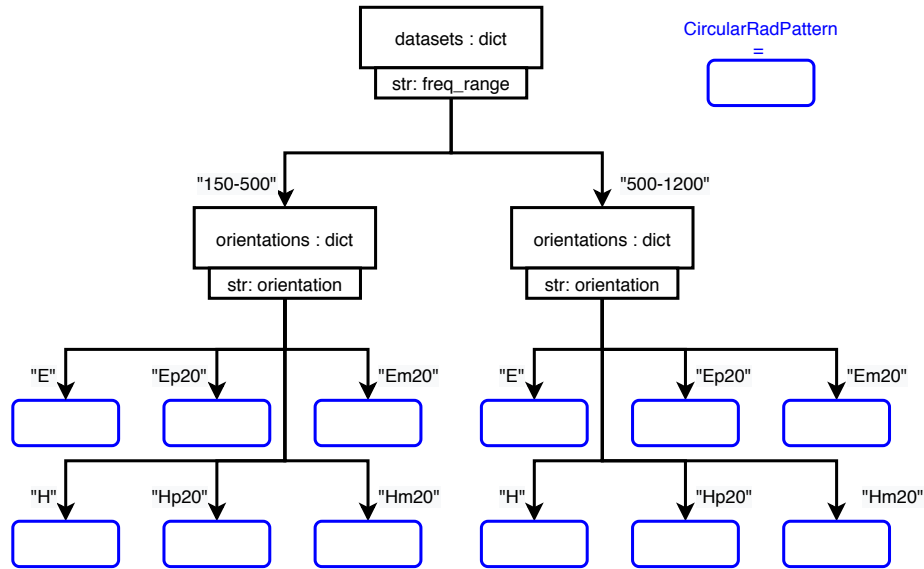 datasets : dict
str: freq_range
CircularRadPattern
=
"150-500"
"500-1200"
orientations : dict
str: orientation
orientations : dict
str: orientation
"E"
"Ep20"
"Em20"
"E"
"Ep20"
"Em20"
"H"
"Hp20"
"Hm20"
"H"
"Hp20"
"Hm20"